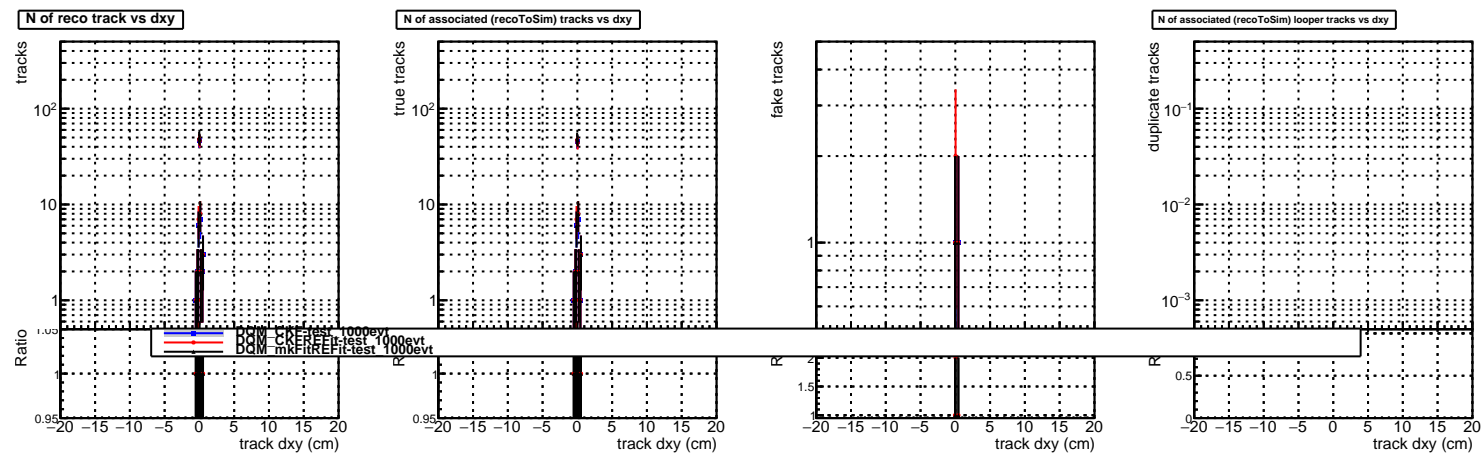 N of reco track vs dxy
tracks
10²
10
1
Ratio
1.05
1
0.95
−20 −15 −10 −5 0 5 10 15 20
track dxy (cm)
N of associated (recoToSim) tracks vs dxy
true tracks
10²
10
1
1
0.95
−20 −15 −10 −5 0 5 10 15 20
track dxy (cm)
fake tracks
1
2
1.5
1
−20 −15 −10 −5 0 5 10 15 20
track dxy (cm)
N of associated (recoToSim) looper tracks vs dxy
duplicate tracks
10⁻¹
10⁻²
10⁻³
0.5
0
−20 −15 −10 −5 0 5 10 15 20
track dxy (cm)
DQM_CKF-test_1000evt
DQM_CKFREFit-test_1000evt
DQM_mkFitREFit-test_1000evt